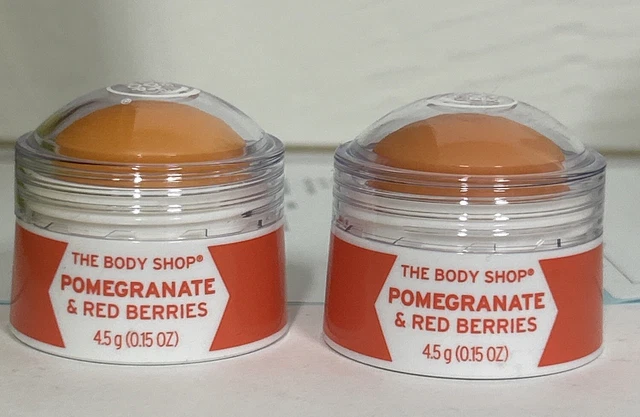 THE BODY SHOP®
POMEGRANATE
& RED BERRIES
4.5 g (0.15 OZ)
THE BODY SHOP®
POMEGRANATE
& RED BERRIES
4.5 g (0.15 OZ)